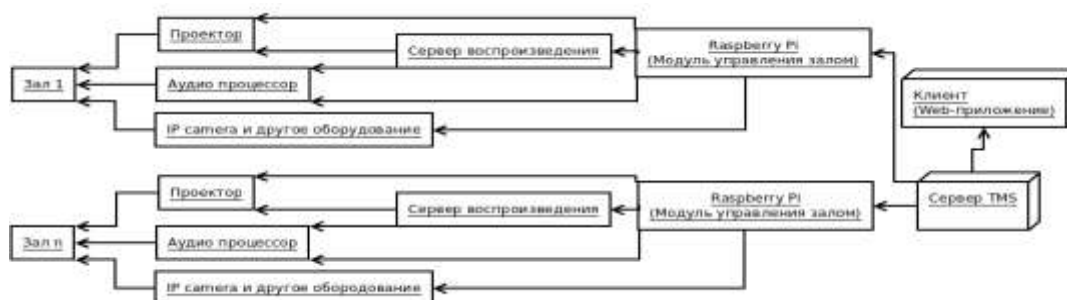 Проектор
Сервер воспроизведения
Raspberry Pi
(Модуль управления залом)
Зал 1
Аудио процессор
IP camera и другое оборудование
Клиент
(Web-приложение)
Проектор
Сервер воспроизведения
Raspberry Pi
(Модуль управления залом)
Сервер TMS
Зал n
Аудио процессор
IP camera и другое обородование